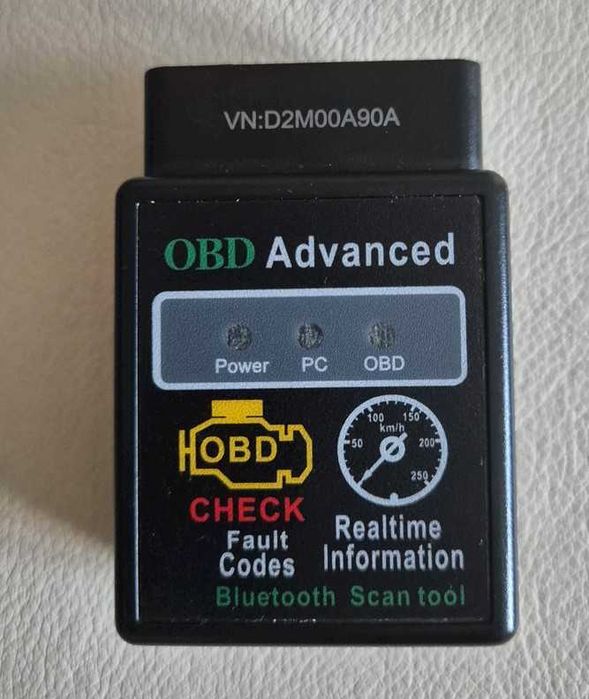 VN:D2M00A90A
OBD Advanced
Power PC OBD
OBD
100 150
km/h
50 200
250
CHECK
Fault
Codes
Realtime
Information
Bluetooth Scan tool